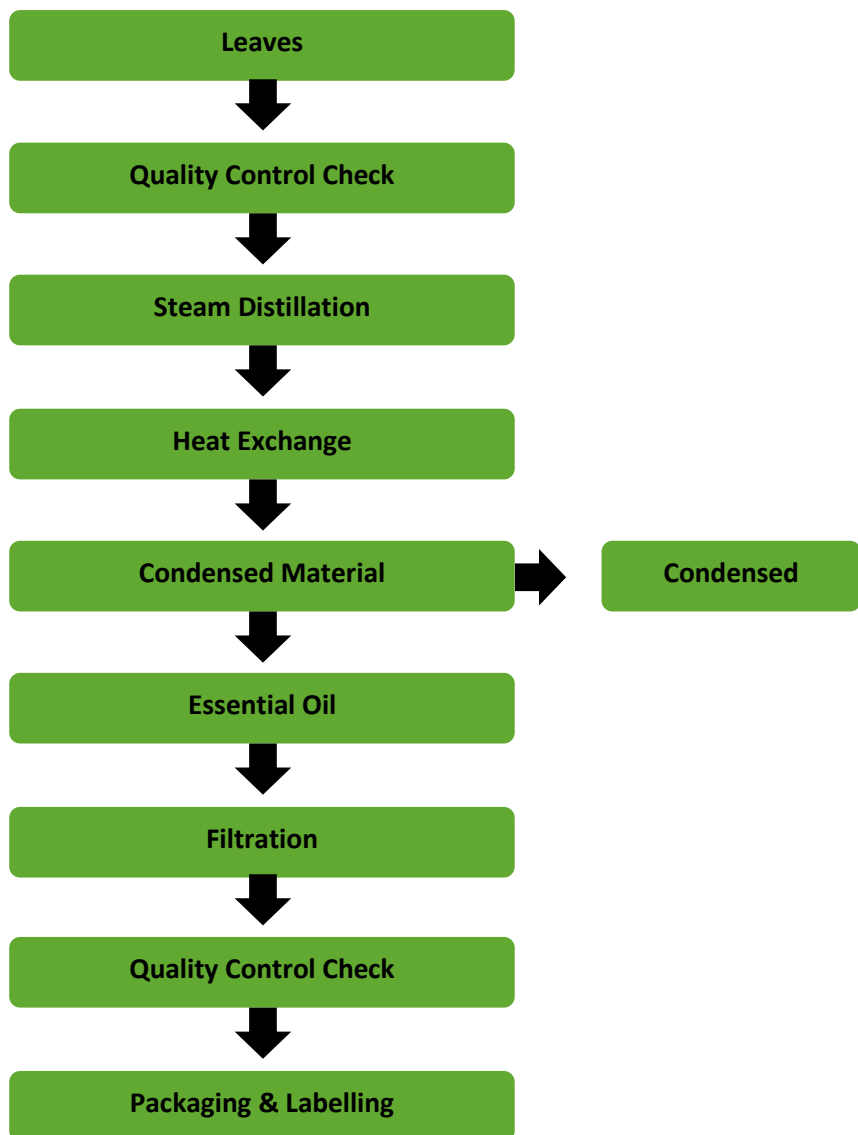 Leaves
Quality Control Check
Steam Distillation
Heat Exchange
Condensed Material
Condensed
Essential Oil
Filtration
Quality Control Check
Packaging & Labelling